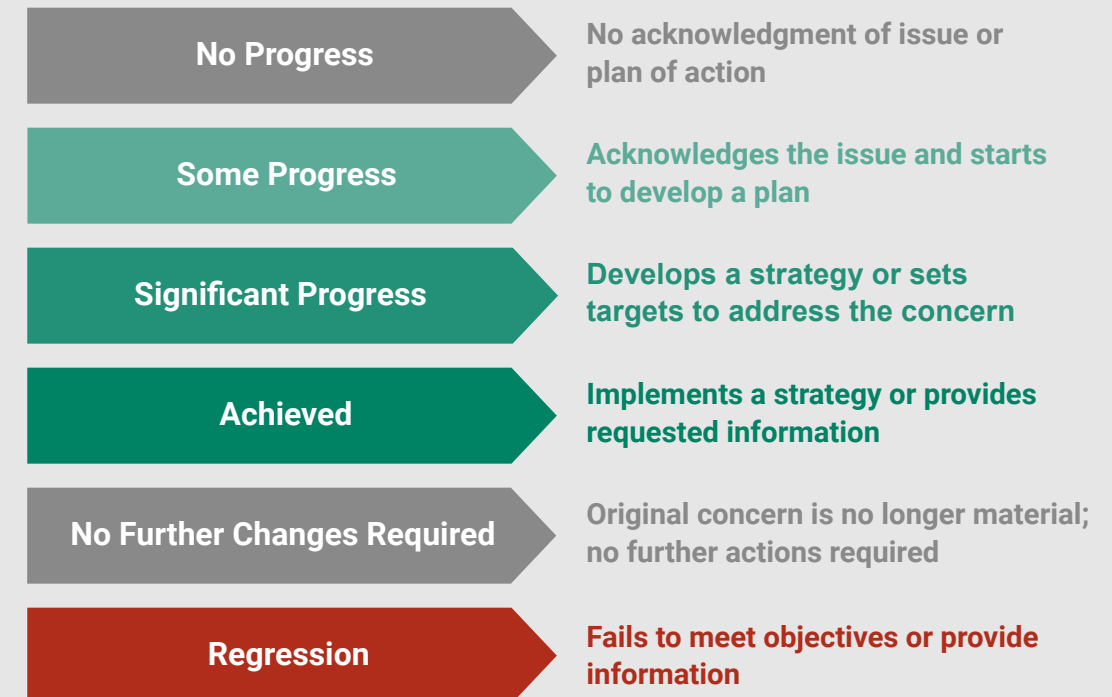 No Progress
No acknowledgment of issue or
plan of action
Some Progress
Acknowledges the issue and starts
to develop a plan
Significant Progress
Develops a strategy or sets
targets to address the concern
Achieved
Implements a strategy or provides
requested information
No Further Changes Required
Original concern is no longer material;
no further actions required
Regression
Fails to meet objectives or provide
information